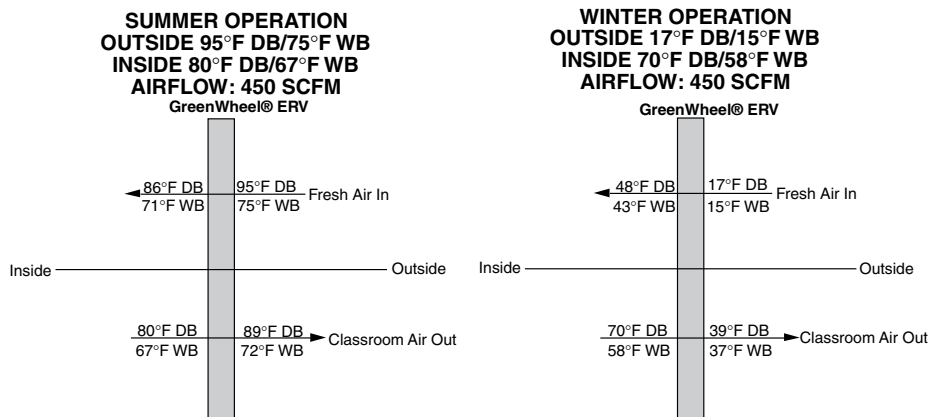 SUMMER OPERATION
OUTSIDE 95°F DB/75°F WB
INSIDE 80°F DB/67°F WB
AIRFLOW: 450 SCFM
GreenWheel® ERV
86°F DB
95°F DB
71°F WB
75°F WB
Fresh Air In
Inside
Outside
80°F DB
89°F DB
67°F WB
72°F WB
Classroom Air Out
WINTER OPERATION
OUTSIDE 17°F DB/15°F WB
INSIDE 70°F DB/58°F WB
AIRFLOW: 450 SCFM
GreenWheel® ERV
48°F DB
17°F DB
43°F WB
15°F WB
Fresh Air In
Inside
Outside
70°F DB
39°F DB
58°F WB
37°F WB
Classroom Air Out